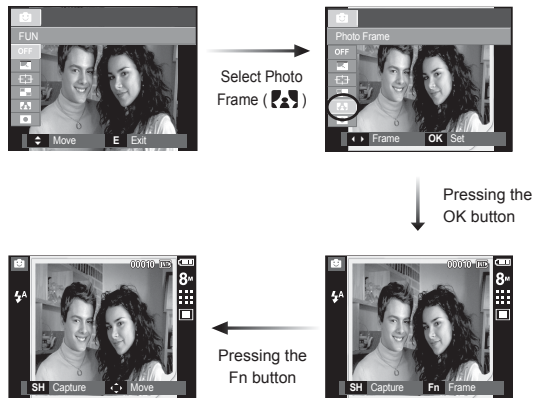 FUN
OFF
Move E Exit
Select Photo
Frame ( )
Photo Frame
OFF
Frame OK Set
Pressing the
OK button
00010
8M
A
SH Capture Fn Frame
Pressing the
Fn button
00010
8M
A
SH Capture Move